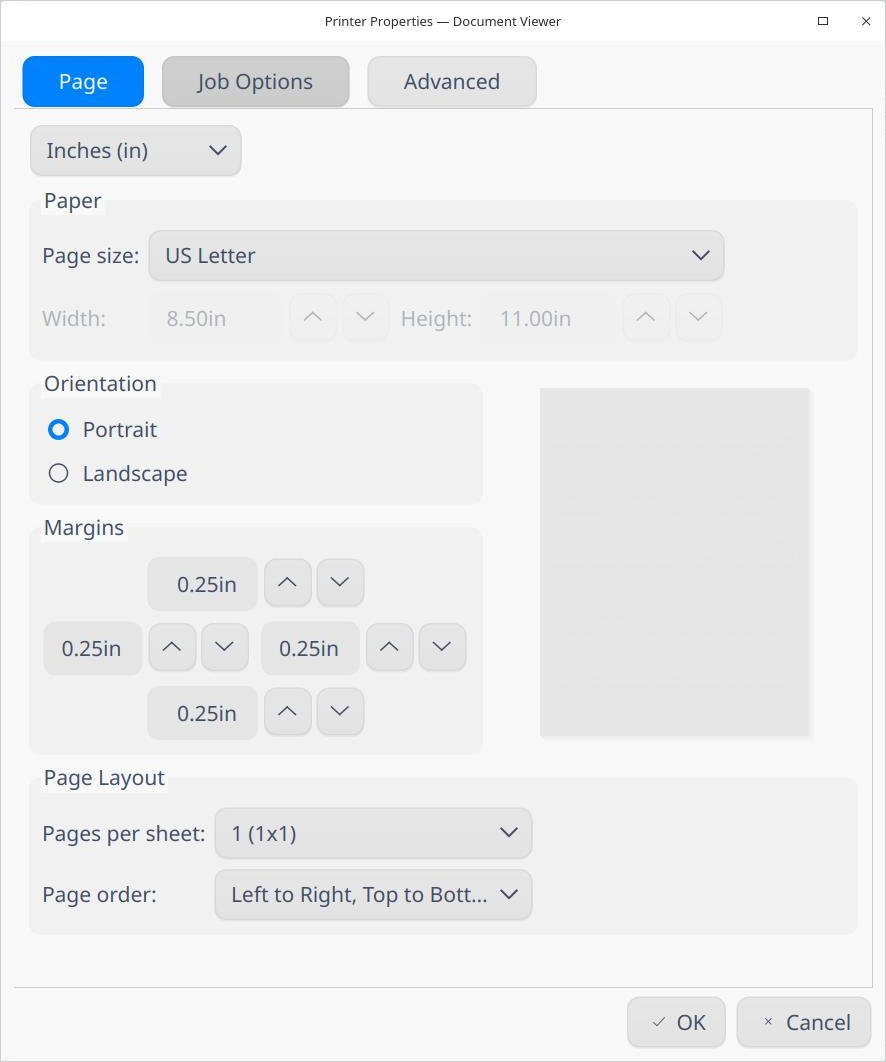 Printer Properties — Document Viewer
Page Job Options Advanced
Inches (in)
Paper
Page size: US Letter
Width: 8.50in Height: 11.00in
Orientation
Portrait
Landscape
Margins
0.25in
0.25in 0.25in
0.25in
Page Layout
Pages per sheet: 1 (1x1)
Page order: Left to Right, Top to Bott...
OK Cancel